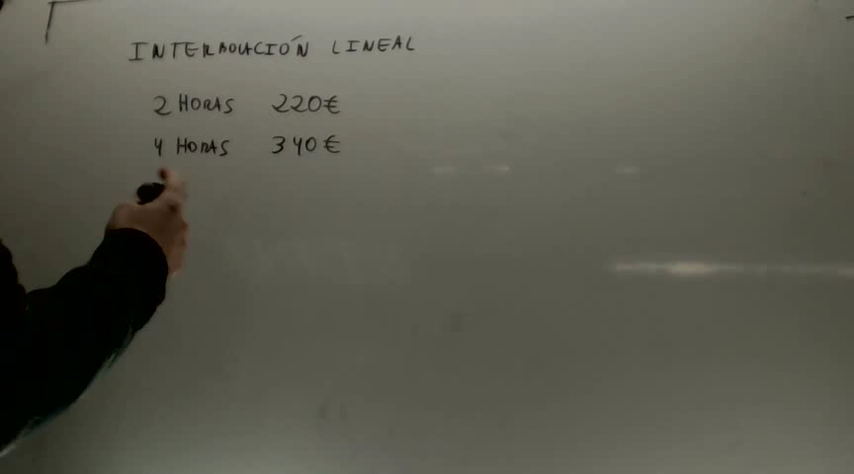 INTERPOLACIÓN LINEAL
2 HORAS 220€
4 HORAS 340€